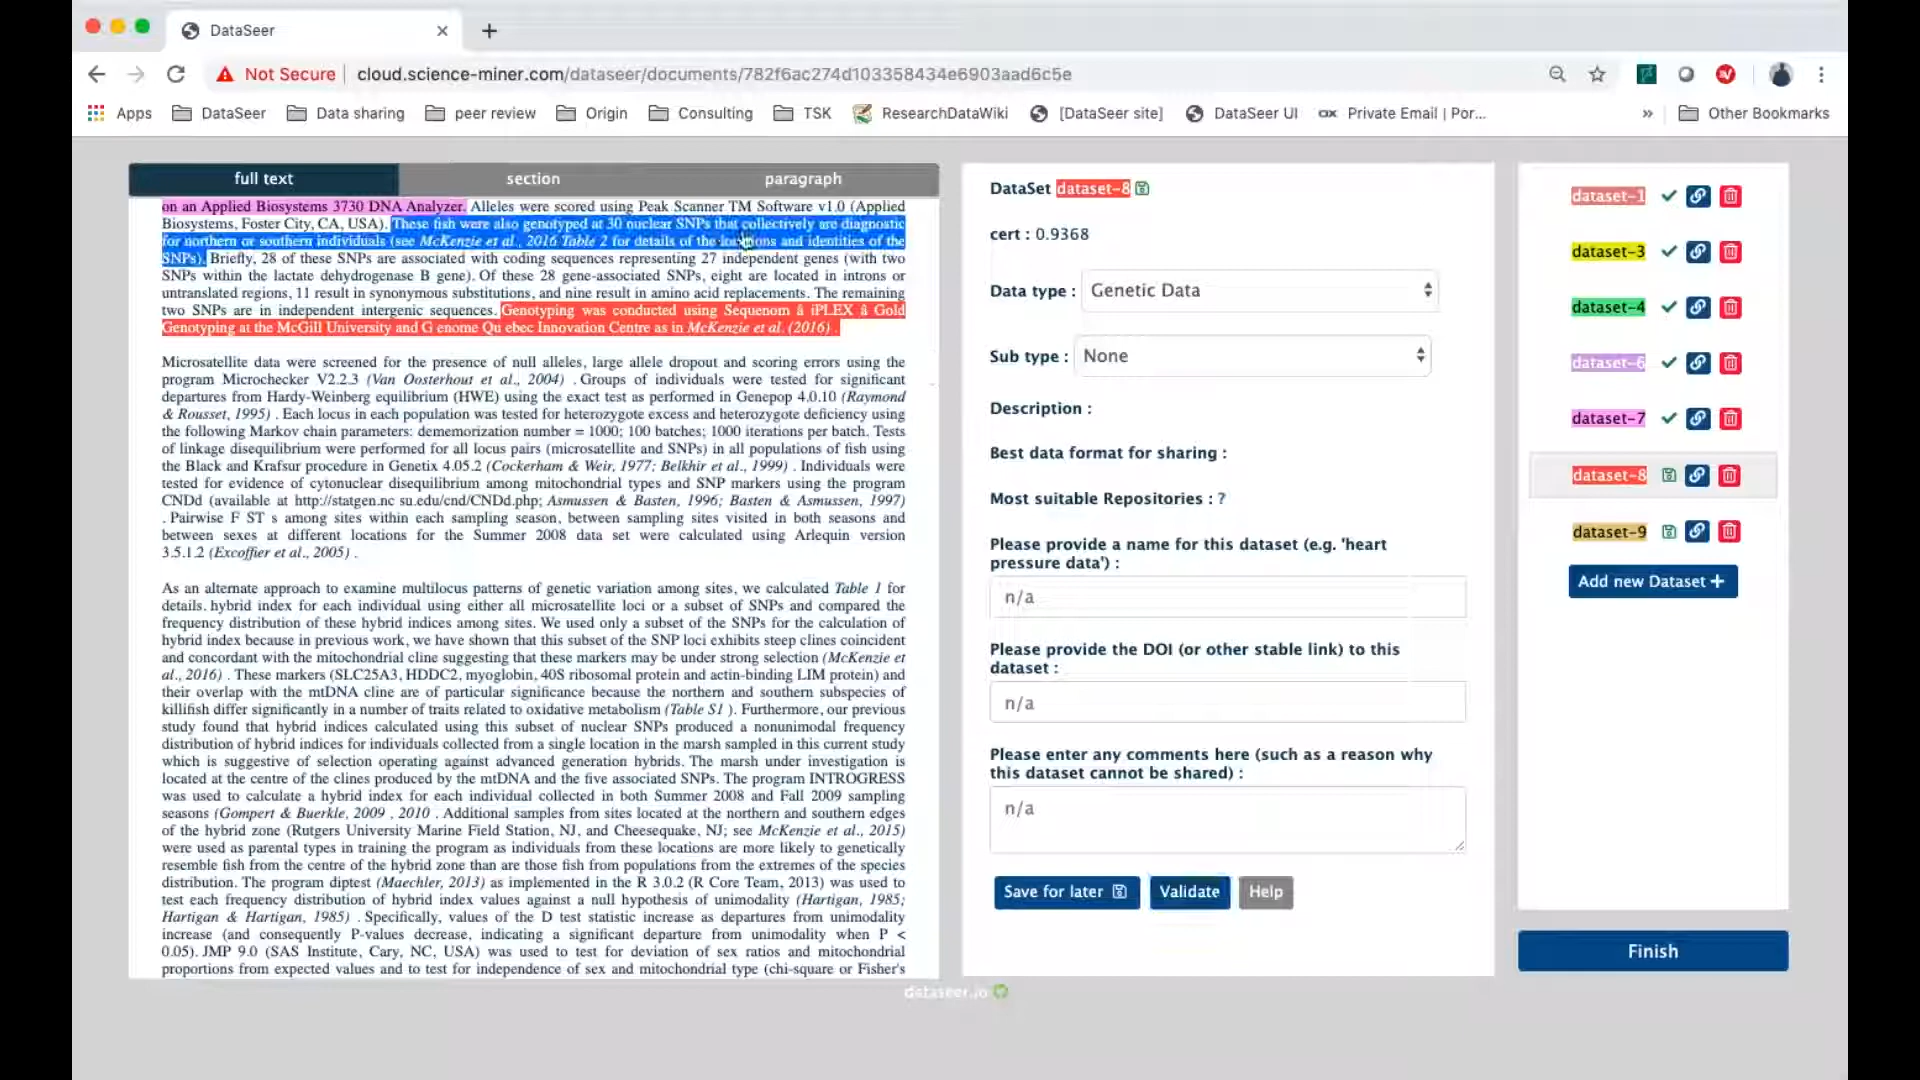 DataSeer
Not Secure
cloud.science-miner.com/dataseer/documents/782f6ac274d103358434e6903aad6c5e
Apps DataSeer Data sharing peer review Origin Consulting TSK ResearchDataWiki [DataSeer site] DataSeer UI ox Private Email | Por... » Other Bookmarks
full text section paragraph
on an Applied Biosystems 3730 DNA Analyzer. Alleles were scored using Peak Scanner TM Software v1.0 (Applied
Biosystems, Foster City, CA, USA). These fish were also genotyped at 30 nuclear SNPs that collectively are diagnostic
for northern or southern individuals (see McKenzie et al., 2016 Table 2 for details of the locations and identities of the
SNPs). Briefly, 28 of these SNPs are associated with coding sequences representing 27 independent genes (with two
SNPs within the lactate dehydrogenase B gene). Of these 28 gene-associated SNPs, eight are located in introns or
untranslated regions, 11 result in synonymous substitutions, and nine result in amino acid replacements. The remaining
two SNPs are in independent intergenic sequences. Genotyping was conducted using Sequenom â iPLEX â Gold
Genotyping at the McGill University and G enome Qu ebec Innovation Centre as in McKenzie et al. (2016) .
Microsatellite data were screened for the presence of null alleles, large allele dropout and scoring errors using the
program Microchecker V2.2.3 (Van Oosterhout et al., 2004) . Groups of individuals were tested for significant
departures from Hardy-Weinberg equilibrium (HWE) using the exact test as performed in Genepop 4.0.10 (Raymond
& Rousset, 1995) . Each locus in each population was tested for heterozygote excess and heterozygote deficiency using
the following Markov chain parameters: dememorization number = 1000; 100 batches; 1000 iterations per batch. Tests
of linkage disequilibrium were performed for all locus pairs (microsatellite and SNPs) in all populations of fish using
the Black and Krafsur procedure in Genetix 4.05.2 (Cockerham & Weir, 1977; Belkhir et al., 1999) . Individuals were
tested for evidence of cytonuclear disequilibrium among mitochondrial types and SNP markers using the program
CNDd (available at http://statgen.nc su.edu/cnd/CNDd.php; Asmussen & Basten, 1996; Basten & Asmussen, 1997)
. Pairwise F ST s among sites within each sampling season, between sampling sites visited in both seasons and
between sexes at different locations for the Summer 2008 data set were calculated using Arlequin version
3.5.1.2 (Excoffier et al., 2005) .
As an alternate approach to examine multilocus patterns of genetic variation among sites, we calculated Table 1 for
details. hybrid index for each individual using either all microsatellite loci or a subset of SNPs and compared the
frequency distribution of these hybrid indices among sites. We used only a subset of the SNPs for the calculation of
hybrid index because in previous work, we have shown that this subset of the SNP loci exhibits steep clines coincident
and concordant with the mitochondrial cline suggesting that these markers may be under strong selection (McKenzie et
al., 2016) . These markers (SLC25A3, HDDC2, myoglobin, 40S ribosomal protein and actin-binding LIM protein) and
their overlap with the mtDNA cline are of particular significance because the northern and southern subspecies of
killifish differ significantly in a number of traits related to oxidative metabolism (Table S1 ). Furthermore, our previous
study found that hybrid indices calculated using this subset of nuclear SNPs produced a nonunimodal frequency
distribution of hybrid indices for individuals collected from a single location in the marsh sampled in this current study
which is suggestive of selection operating against advanced generation hybrids. The marsh under investigation is
located at the centre of the clines produced by the mtDNA and the five associated SNPs. The program INTROGRESS
was used to calculate a hybrid index for each individual collected in both Summer 2008 and Fall 2009 sampling
seasons (Gompert & Buerkle, 2009 , 2010 . Additional samples from sites located at the northern and southern edges
of the hybrid zone (Rutgers University Marine Field Station, NJ, and Cheesequake, NJ; see McKenzie et al., 2015)
were used as parental types in training the program as individuals from these locations are more likely to genetically
resemble fish from the centre of the hybrid zone than are those fish from populations from the extremes of the species
distribution. The program diptest (Maechler, 2013) as implemented in the R 3.0.2 (R Core Team, 2013) was used to
test each frequency distribution of hybrid index values against a null hypothesis of unimodality (Hartigan, 1985;
Hartigan & Hartigan, 1985) . Specifically, values of the D test statistic increase as departures from unimodality
increase (and consequently P-values decrease, indicating a significant departure from unimodality when P <
0.05). JMP 9.0 (SAS Institute, Cary, NC, USA) was used to test for deviation of sex ratios and mitochondrial
proportions from expected values and to test for independence of sex and mitochondrial type (chi-square or Fisher's
DataSet dataset-8
cert : 0.9368
Data type : Genetic Data
Sub type : None
Description :
Best data format for sharing :
Most suitable Repositories : ?
Please provide a name for this dataset (e.g. 'heart
pressure data') :
n/a
Please provide the DOI (or other stable link) to this
dataset :
n/a
Please enter any comments here (such as a reason why
this dataset cannot be shared) :
n/a
Save for later Validate Help
dataset-1
dataset-3
dataset-4
dataset-6
dataset-7
dataset-8
dataset-9
Add new Dataset +
Finish
dataseer.io